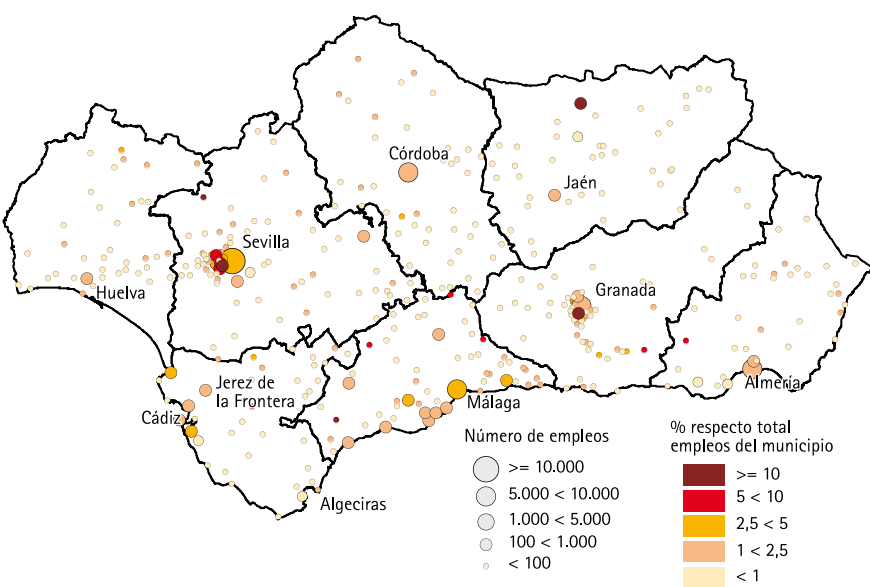 Córdoba
Jaén
Sevilla
Huelva
Granada
Jerez de
la Frontera
Cádiz
Málaga
Almería
Algeciras
Número de empleos
>= 10.000
5.000 < 10.000
1.000 < 5.000
100 < 1.000
< 100
% respecto total
empleos del municipio
>= 10
5 < 10
2,5 < 5
1 < 2,5
< 1